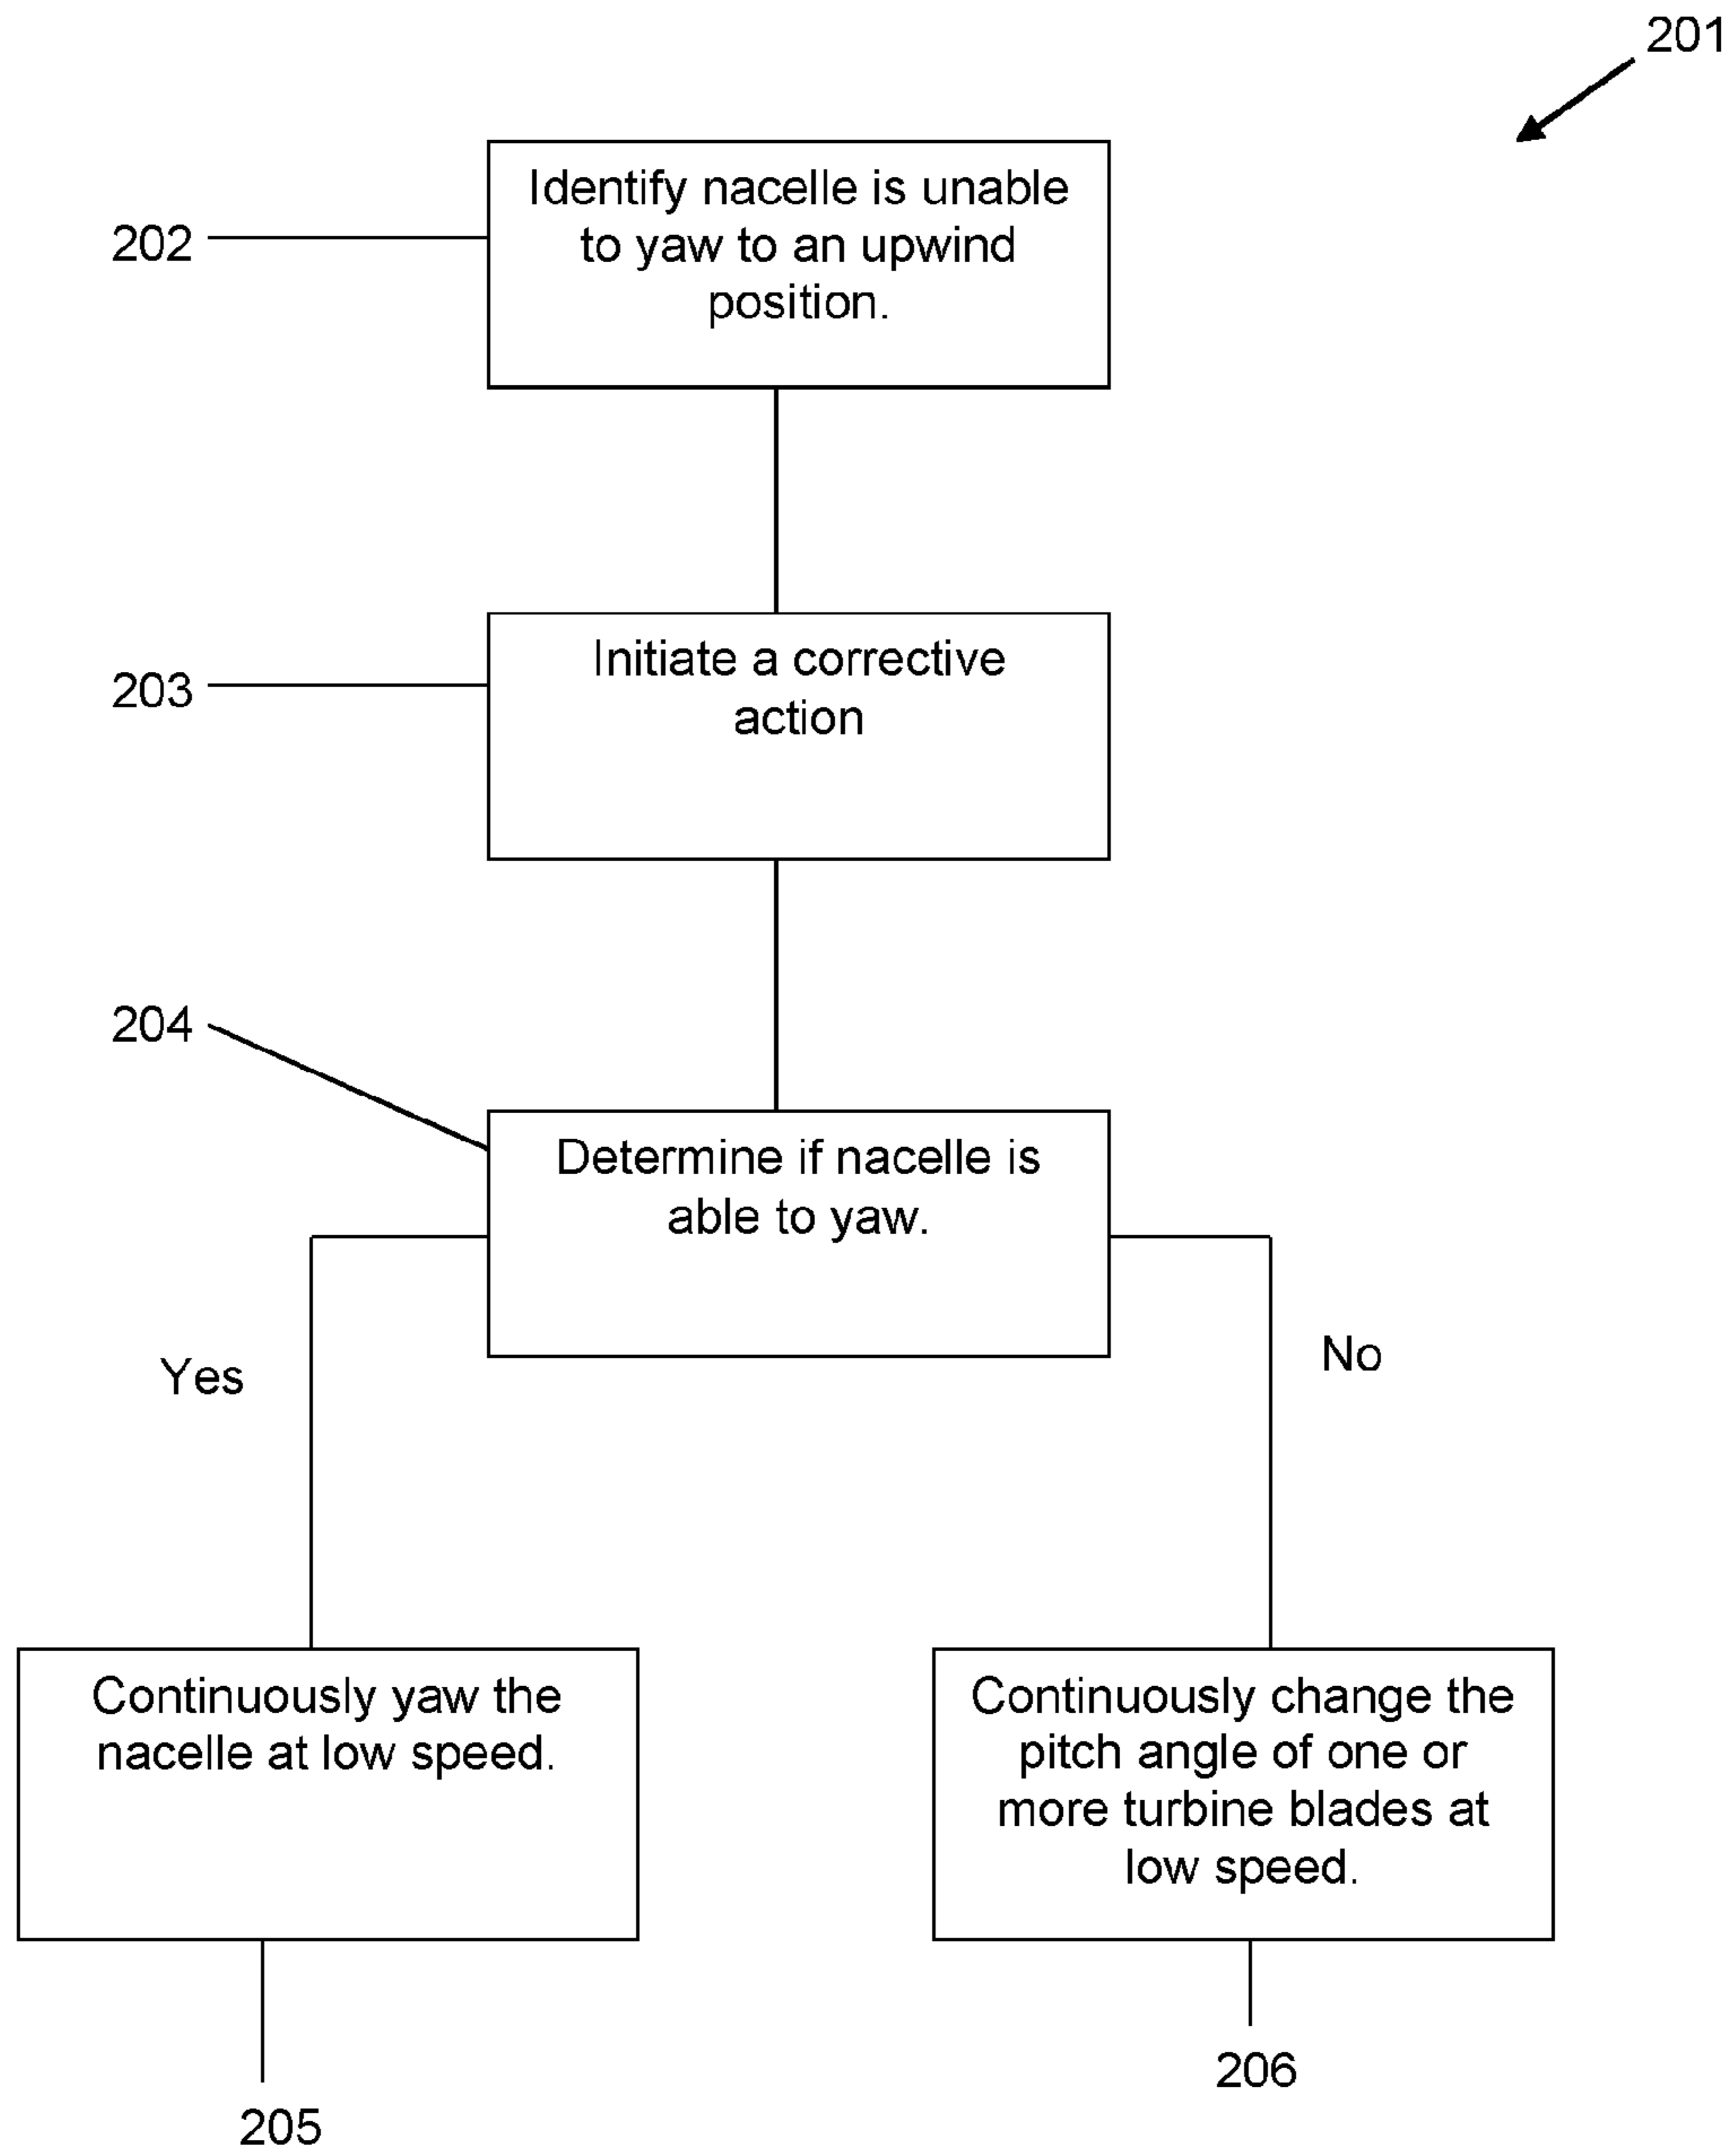 201
Identify nacelle is unable
to yaw to an upwind
position.
202
Initiate a corrective
action
203
204
Determine if nacelle is
able to yaw.
Yes
No
Continuously yaw the
nacelle at low speed.
Continuously change the
pitch angle of one or
more turbine blades at
low speed.
205
206